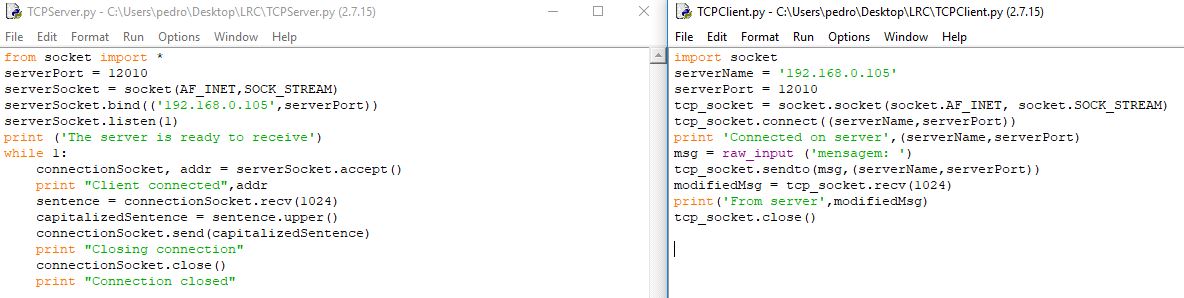 TCPServer.py - C:\Users\pedro\Desktop\LRC\TCPServer.py (2.7.15)
File Edit Format Run Options Window Help
from socket import *
serverPort = 12010
serverSocket = socket(AF_INET,SOCK_STREAM)
serverSocket.bind(('192.168.0.105',serverPort))
serverSocket.listen(1)
print ('The server is ready to receive')
while 1:
    connectionSocket, addr = serverSocket.accept()
    print "Client connected",addr
    sentence = connectionSocket.recv(1024)
    capitalizedSentence = sentence.upper()
    connectionSocket.send(capitalizedSentence)
    print "Closing connection"
    connectionSocket.close()
    print "Connection closed"
TCPClient.py - C:\Users\pedro\Desktop\LRC\TCPClient.py (2.7.15)
File Edit Format Run Options Window Help
import socket
serverName = '192.168.0.105'
serverPort = 12010
tcp_socket = socket.socket(socket.AF_INET, socket.SOCK_STREAM)
tcp_socket.connect((serverName,serverPort))
print 'Connected on server',(serverName,serverPort)
msg = raw_input ('mensagem: ')
tcp_socket.sendto(msg,(serverName,serverPort))
modifiedMsg = tcp_socket.recv(1024)
print('From server',modifiedMsg)
tcp_socket.close()